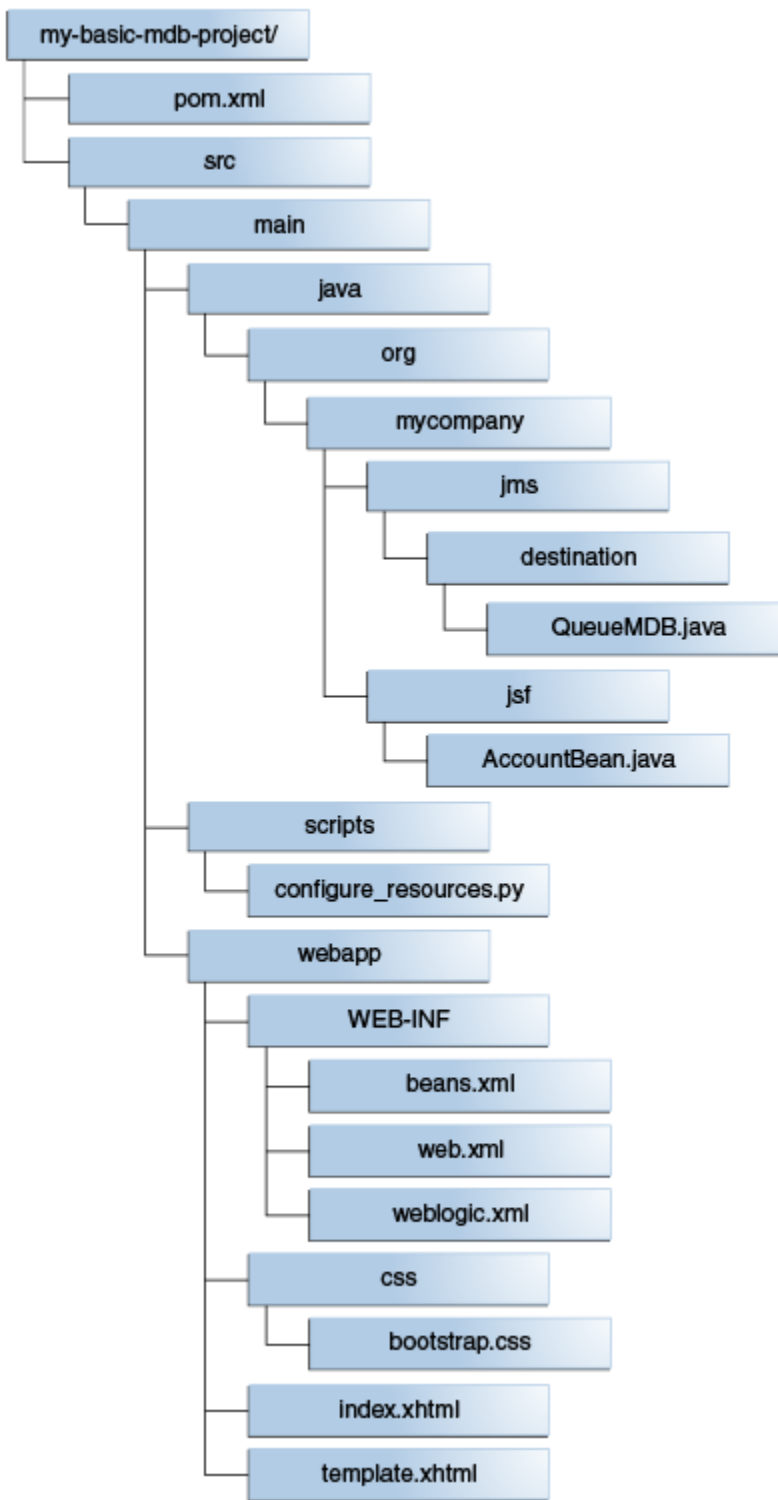 my-basic-mdb-project/
pom.xml
src
main
java
org
mycompany
jms
destination
QueueMDB.java
jsf
AccountBean.java
scripts
configure_resources.py
webapp
WEB-INF
beans.xml
web.xml
weblogic.xml
css
bootstrap.css
index.xhtml
template.xhtml